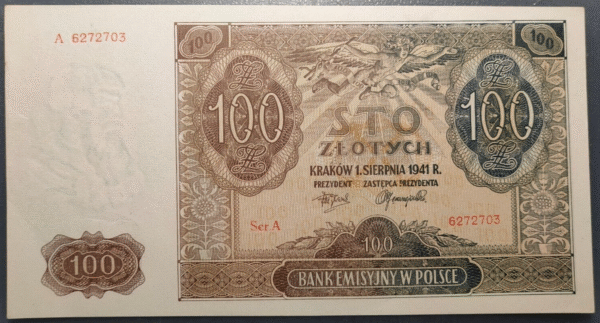 A 6272703
100
100
100
STO
100
ZŁOTYCH
KRAKÓW 1. SIERPNIA 1941 R.
PREZYDENT ZASTĘPCA PREZYDENTA
Ser A
6272703
100
100
BANK EMISYJNY W POLSCE